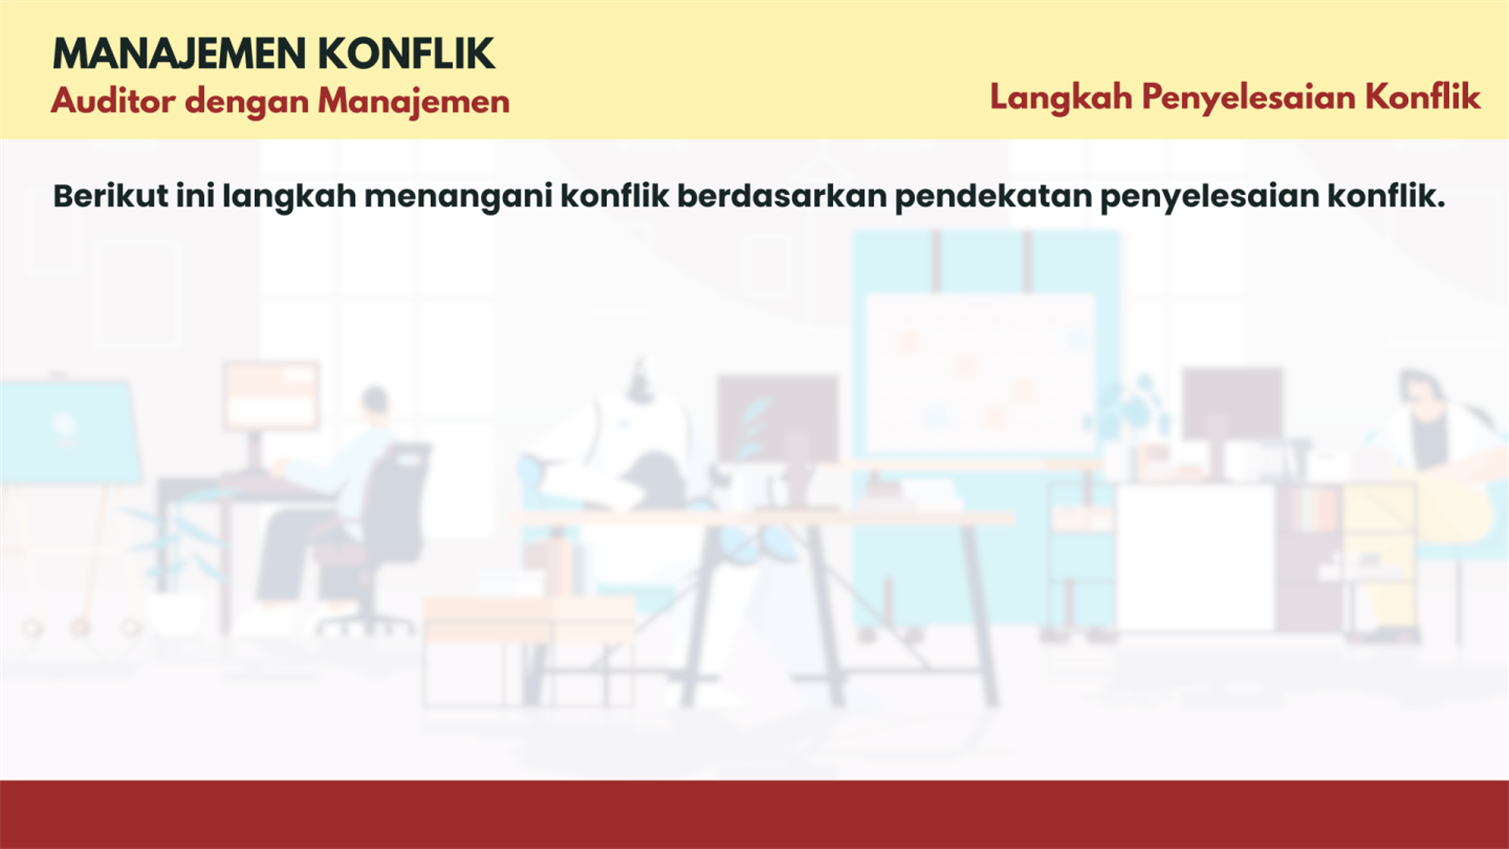 MANAJEMEN KONFLIK
Auditor dengan Manajemen
Langkah Penyelesaian Konflik
Berikut ini langkah menangani konflik berdasarkan pendekatan penyelesaian konflik.